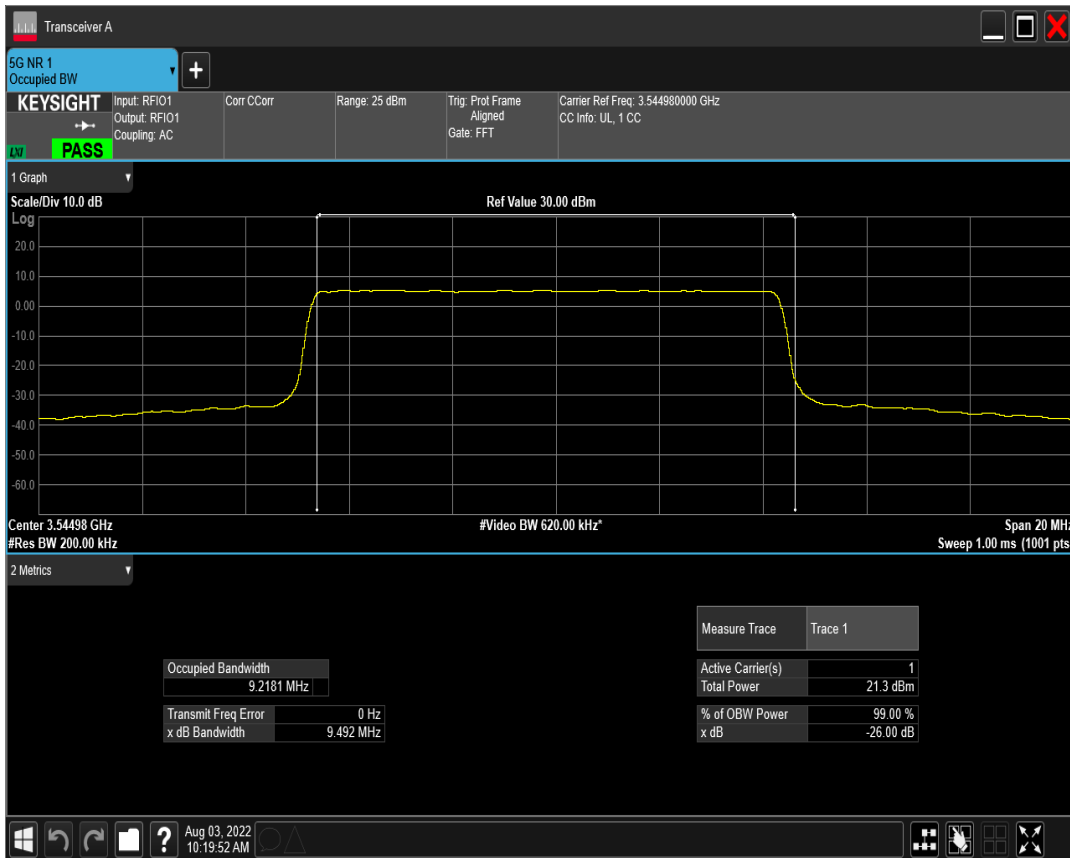 Transceiver A
5G NR 1
Occupied BW
KEYSIGHT
LXI
PASS
Input: RFIO1
Output: RFIO1
Coupling: AC
Corr CCorr
Range: 25 dBm
Trig: Prot Frame
Aligned
Gate: FFT
Carrier Ref Freq: 3.544980000 GHz
CC Info: UL, 1 CC
1 Graph
Scale/Div 10.0 dB
Ref Value 30.00 dBm
Log
20.0
10.0
0.00
-10.0
-20.0
-30.0
-40.0
-50.0
-60.0
Center 3.54498 GHz
#Video BW 620.00 kHz*
Span 20 MHz
#Res BW 200.00 kHz
Sweep 1.00 ms (1001 pts
2 Metrics
Measure Trace Trace 1
Occupied Bandwidth
9.2181 MHz
Active Carrier(s) 1
Total Power 21.3 dBm
Transmit Freq Error 0 Hz
x dB Bandwidth 9.492 MHz
% of OBW Power 99.00 %
x dB -26.00 dB
?
Aug 03, 2022
10:19:52 AM